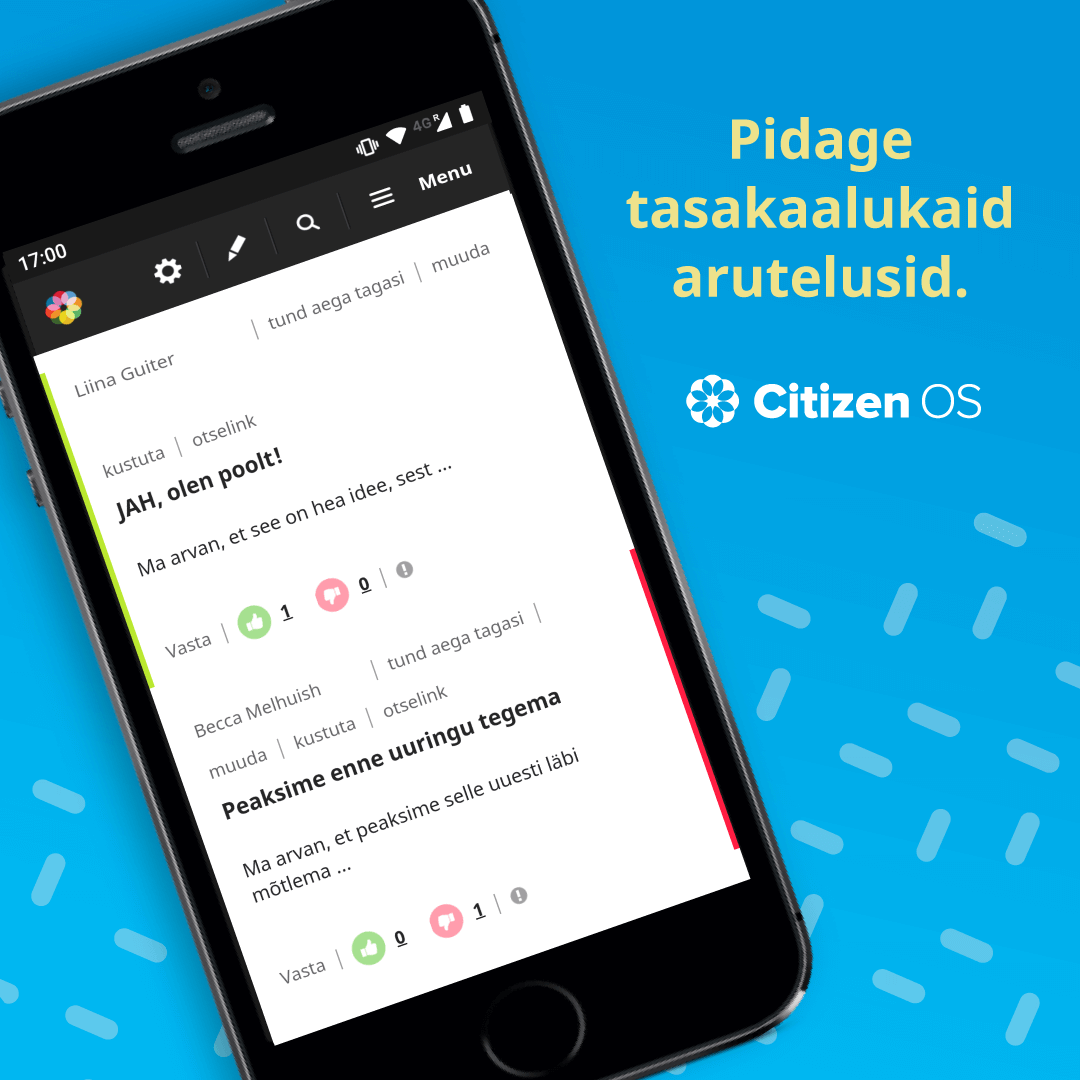 Pidage
tasakaalukaid
arutelusid.
Citizen OS
17:00
4G R
Menu
Liina Guiter | tund aega tagasi | muuda
kustuta | otselink
JAH, olen poolt!
Ma arvan, et see on hea idee, sest ...
Vasta | 1 0 |
Becca Melhuish | tund aega tagasi |
muuda | kustuta | otselink
Peaksime enne uuringu tegema
Ma arvan, et peaksime selle uuesti läbi
mõtlema ...
Vasta | 0 1 |